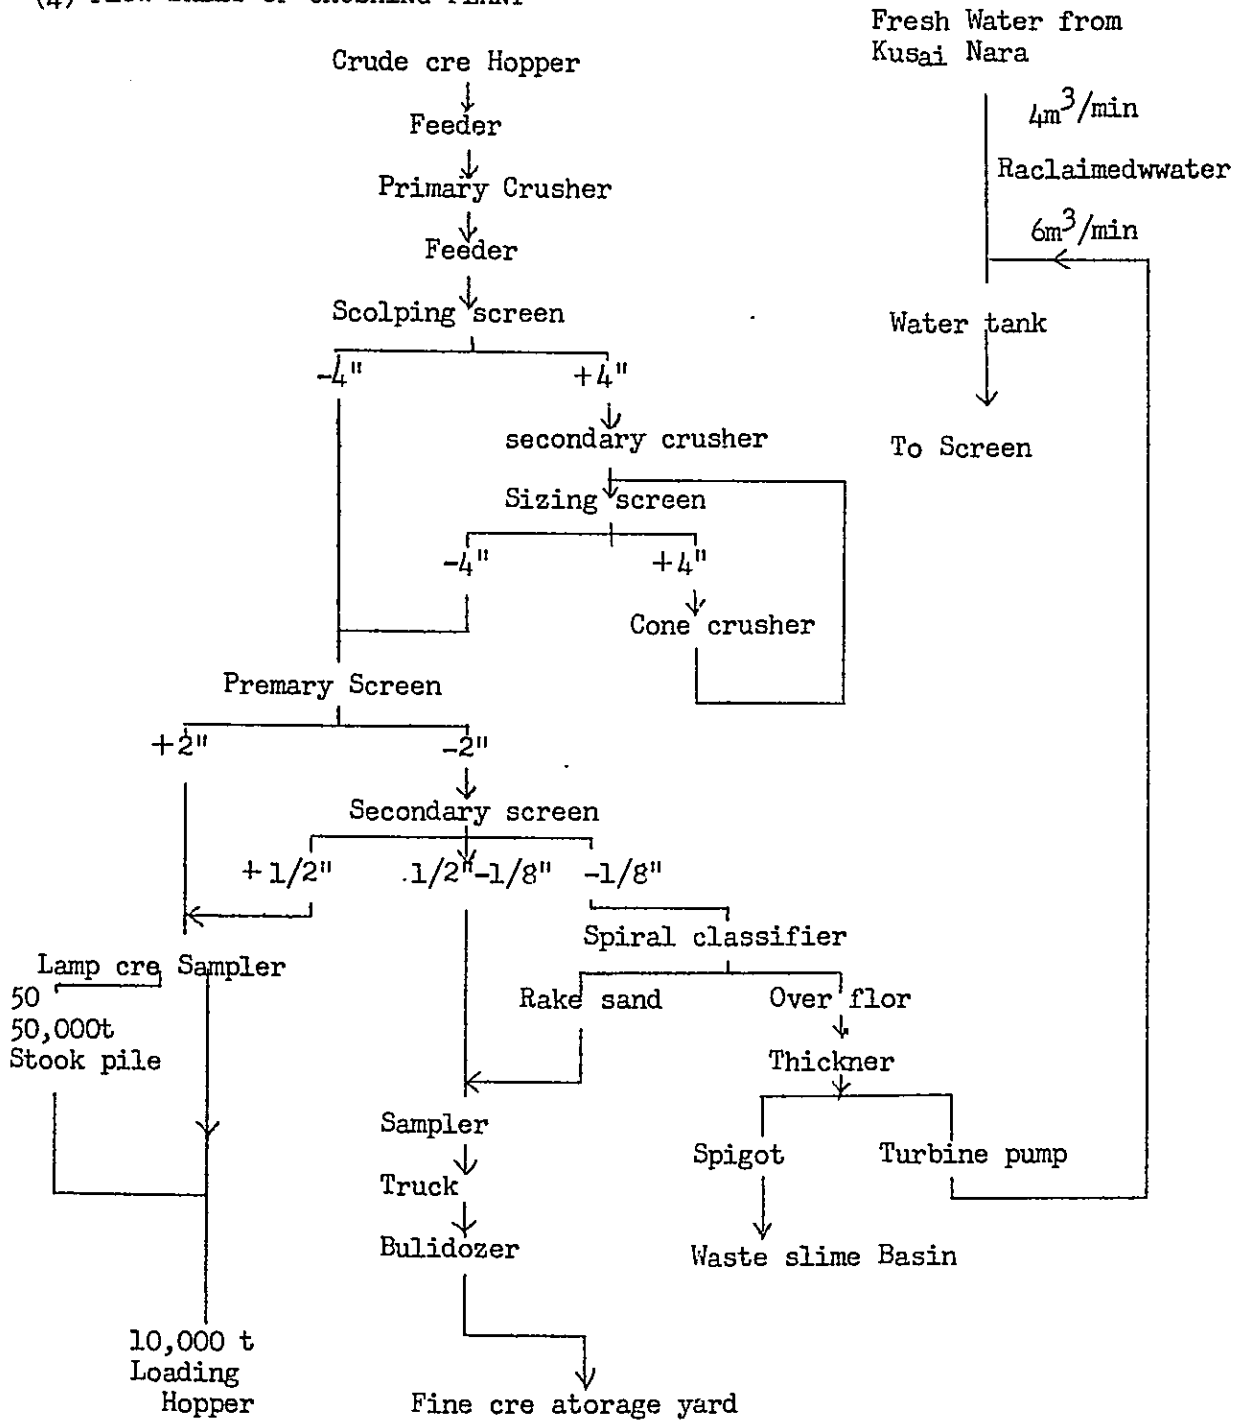 Fresh Water from
Kusai Nara
Crude cre Hopper
4m³/min
Feeder
Raclaimedwwater
Primary Crusher
6m³/min
Feeder
Scolping screen
Water tank
-4" +4"
secondary crusher
To Screen
Sizing screen
-4" +4"
Cone crusher
Premary Screen
+2" -2"
Secondary screen
+1/2" .1/2"-1/8" -1/8"
Spiral classifier
Lamp cre Sampler
50
Rake sand Over flor
50,000t
Stook pile
Thickner
Sampler
Spigot Turbine pump
Truck
Bulidozer
Waste slime Basin
10,000 t
Loading
Hopper
Fine cre atorage yard